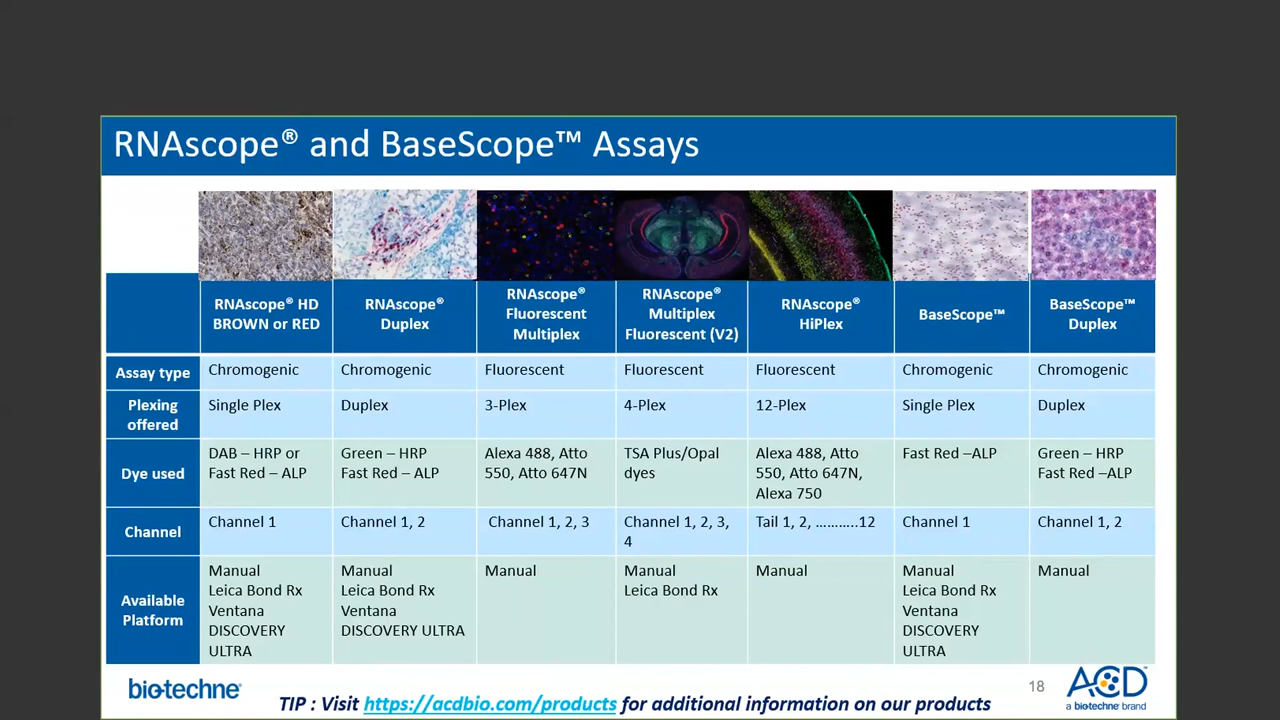 RNAscope® and BaseScope™ Assays
RNAscope® HD
BROWN or RED
RNAscope®
Duplex
RNAscope®
Fluorescent
Multiplex
RNAscope®
Multiplex
Fluorescent (V2)
RNAscope®
HiPlex
BaseScope™
BaseScope™
Duplex
Assay type
Chromogenic
Chromogenic
Fluorescent
Fluorescent
Fluorescent
Chromogenic
Chromogenic
Plexing
offered
Single Plex
Duplex
3-Plex
4-Plex
12-Plex
Single Plex
Duplex
Dye used
DAB – HRP or
Fast Red – ALP
Green – HRP
Fast Red – ALP
Alexa 488, Atto
550, Atto 647N
TSA Plus/Opal
dyes
Alexa 488, Atto
550, Atto 647N,
Alexa 750
Fast Red –ALP
Green – HRP
Fast Red –ALP
Channel
Channel 1
Channel 1, 2
Channel 1, 2, 3
Channel 1, 2, 3,
4
Tail 1, 2, ………..12
Channel 1
Channel 1, 2
Available
Platform
Manual
Leica Bond Rx
Ventana
DISCOVERY
ULTRA
Manual
Leica Bond Rx
Ventana
DISCOVERY ULTRA
Manual
Manual
Leica Bond Rx
Manual
Manual
Leica Bond Rx
Ventana
DISCOVERY
ULTRA
Manual
bio-techne®
TIP : Visit https://acdbio.com/products for additional information on our products
18
ACD
a bio-techne brand